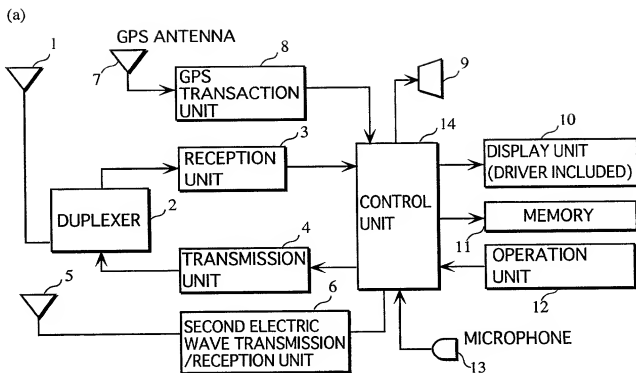 (a)
1
GPS ANTENNA
7
8
GPS
TRANSACTION
UNIT
9
3
RECEPTION
UNIT
14
CONTROL
UNIT
10
DISPLAY UNIT
(DRIVER INCLUDED)
DUPLEXER
2
MEMORY
11
4
TRANSMISSION
UNIT
OPERATION
UNIT
12
5
6
SECOND ELECTRIC
WAVE TRANSMISSION
/RECEPTION UNIT
MICROPHONE
13